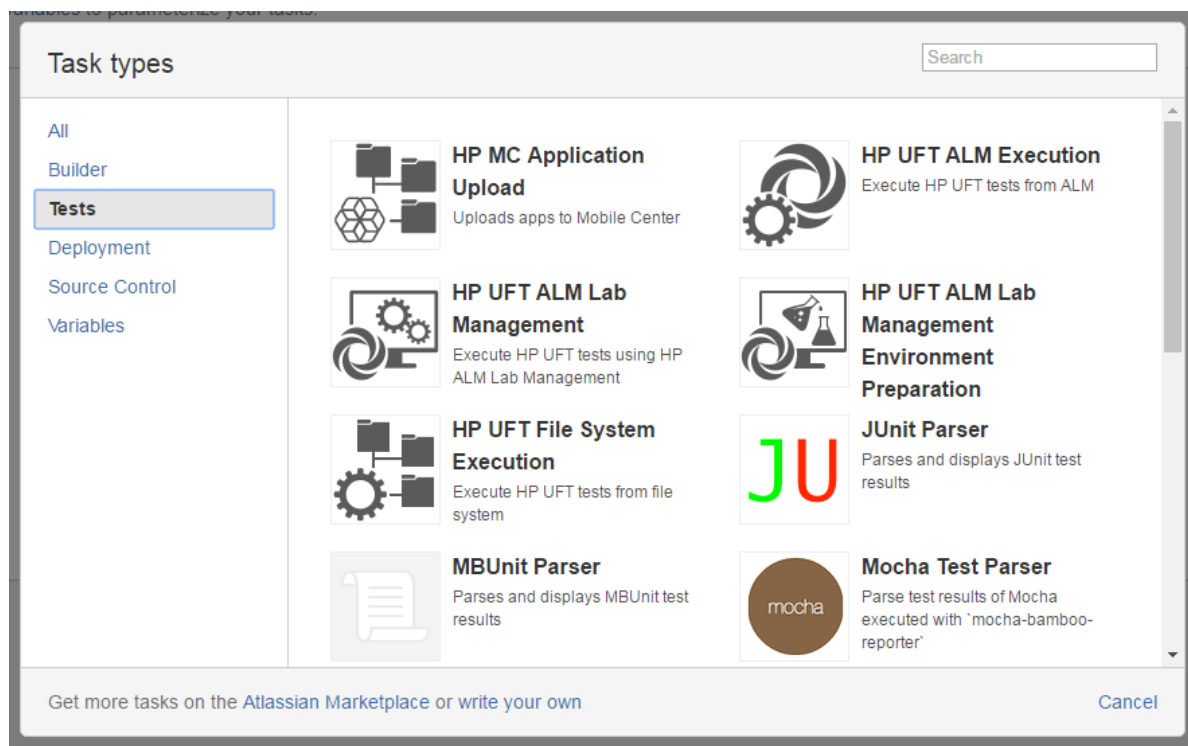 variables to parameterize your tasks.
Task types
Search
All
Builder
Tests
Deployment
Source Control
Variables
HP MC Application
Upload
Uploads apps to Mobile Center
HP UFT ALM Execution
Execute HP UFT tests from ALM
HP UFT ALM Lab
Management
Execute HP UFT tests using HP
ALM Lab Management
HP UFT ALM Lab
Management
Environment
Preparation
HP UFT File System
Execution
Execute HP UFT tests from file
system
JU
JUnit Parser
Parses and displays JUnit test
results
MBUnit Parser
Parses and displays MBUnit test
results
mocha
Mocha Test Parser
Parse test results of Mocha
executed with `mocha-bamboo-
reporter`
Get more tasks on the Atlassian Marketplace or write your own
Cancel